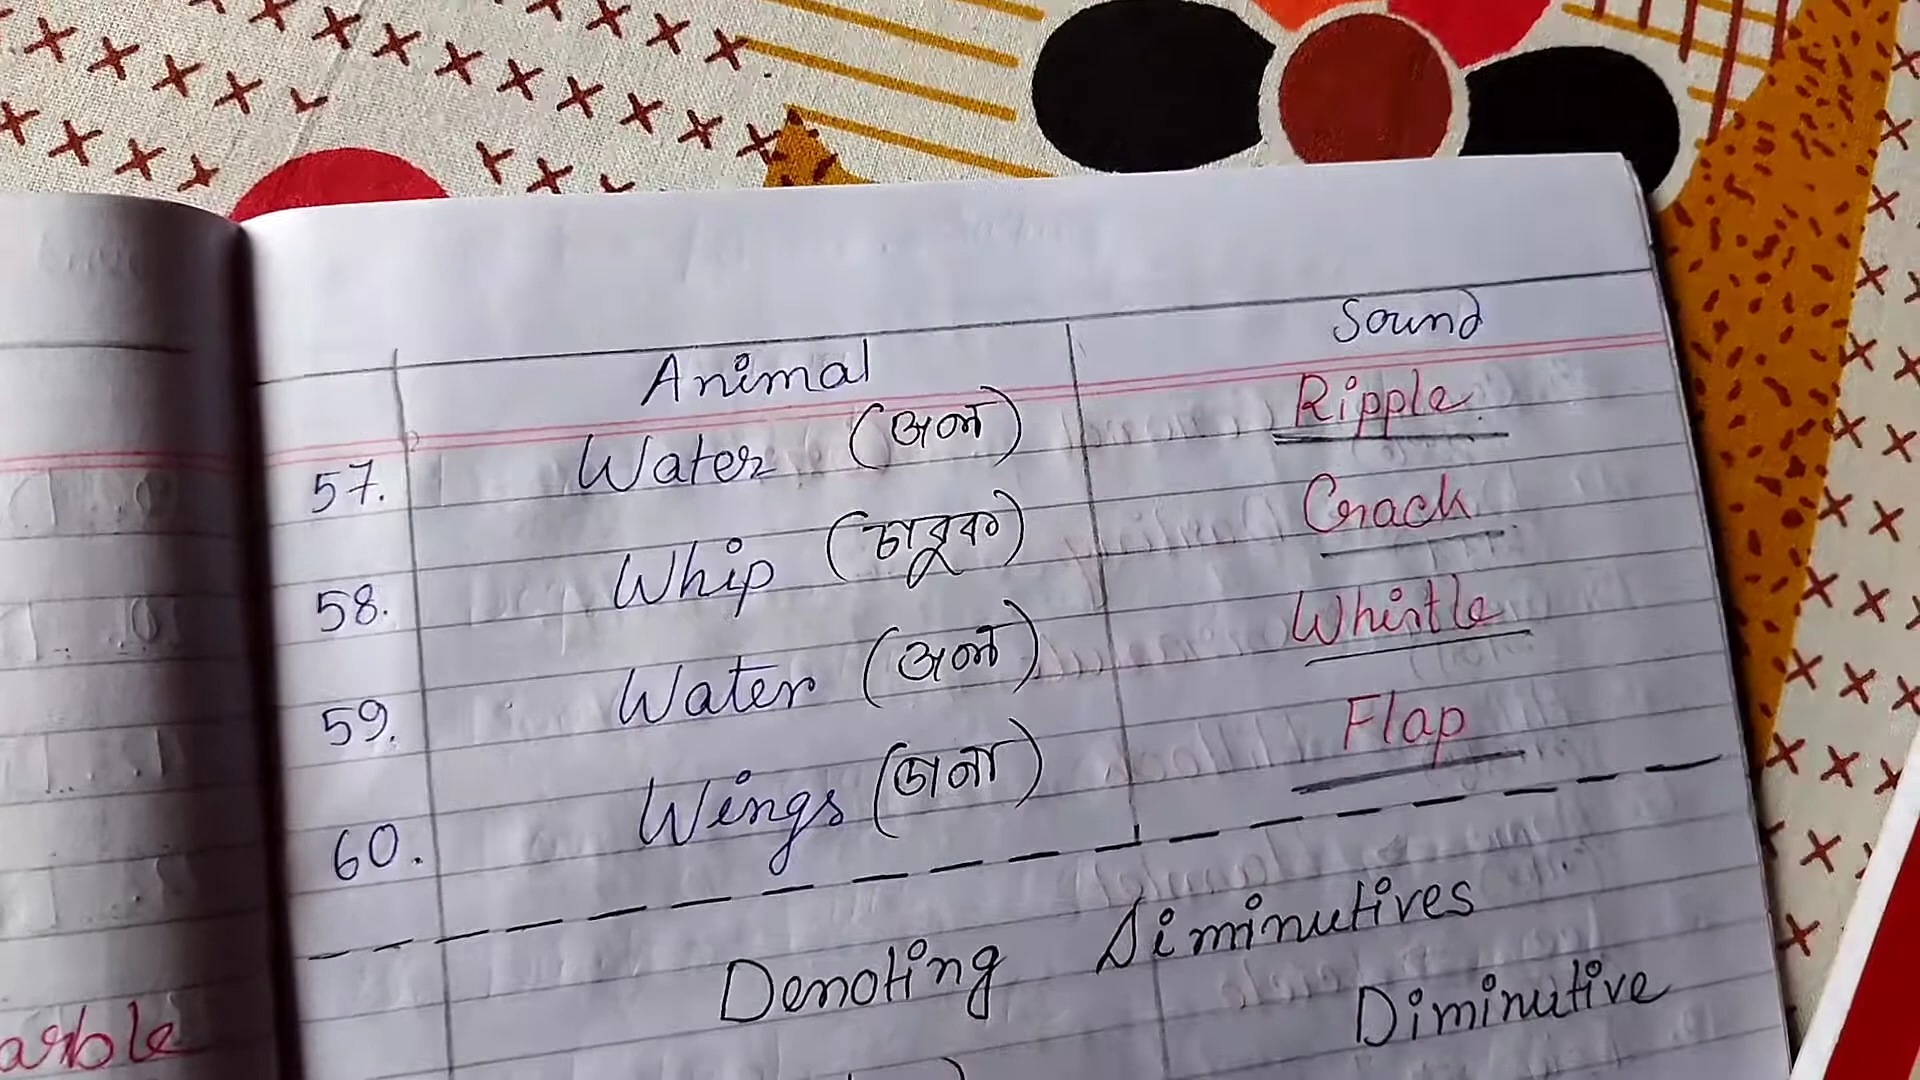 Animal Sound
57. Water (জল) Ripple
58. Whip (চাবুক) Crack
59. Water (জল) Whistle
60. Wings (ডানা) Flap
Denoting Diminutives
Diminutive
arble